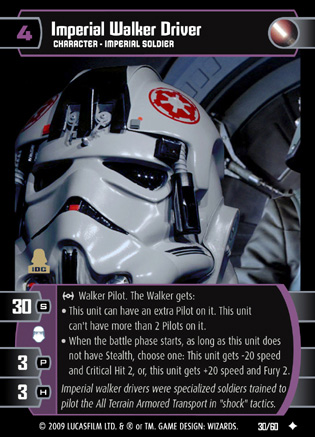 4
Imperial Walker Driver
CHARACTER - IMPERIAL SOLDIER
IDC
30 S
Walker Pilot. The Walker gets:
• This unit can have an extra Pilot on it. This unit
can't have more than 2 Pilots on it.
• When the battle phase starts, as long as this unit does
3 P
not have Stealth, choose one: This unit gets -20 speed
and Critical Hit 2, or, this unit gets +20 speed and Fury 2.
3 H
Imperial walker drivers were specialized soldiers trained to
pilot the All Terrain Armored Transport in "shock" tactics.
© 2009 LUCASFILM LTD. & ® or TM. GAME DESIGN: WIZARDS.
30/60